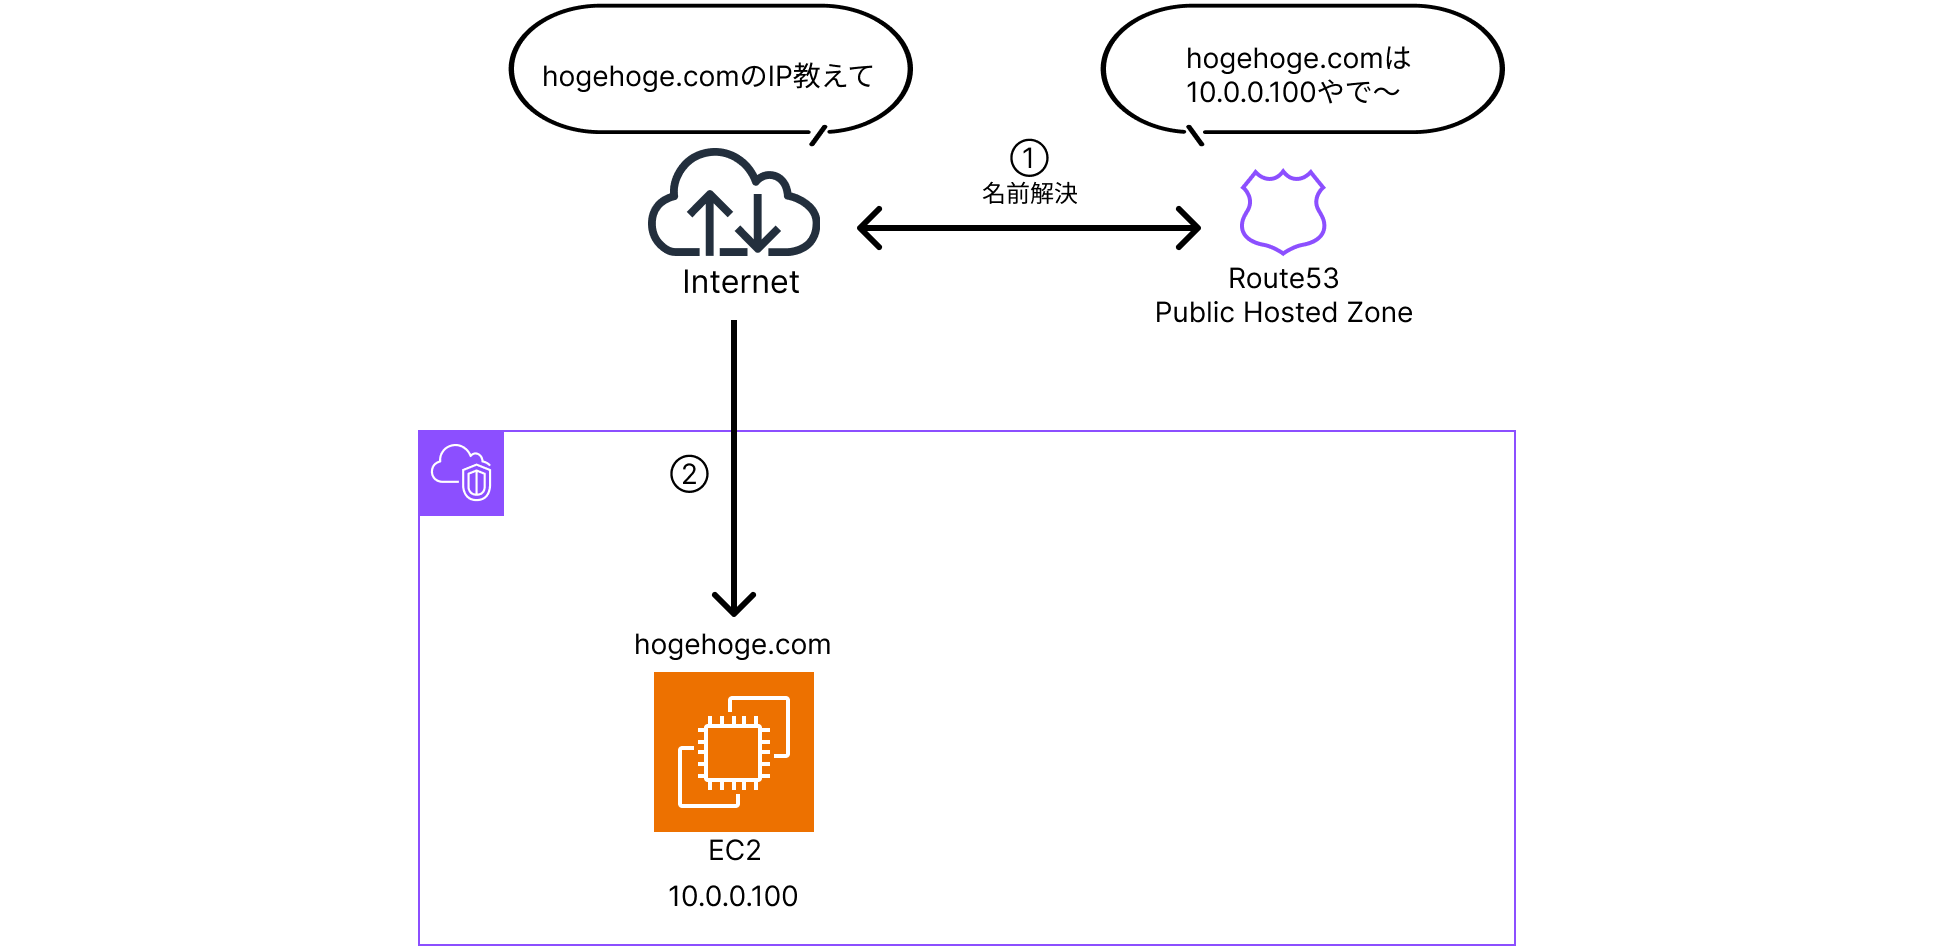 hogehoge.comのIP教えて
hogehoge.comは
10.0.0.100やで〜
①
名前解決
Internet
Route53
Public Hosted Zone
②
hogehoge.com
EC2
10.0.0.100